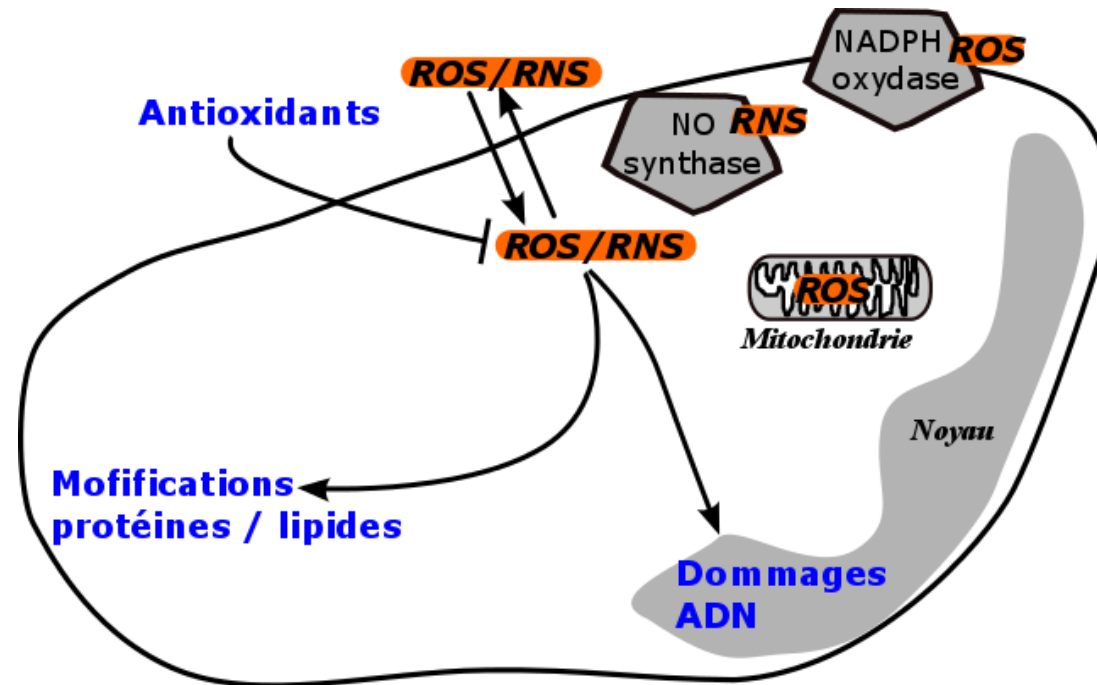 NADPH ROS
oxydase
ROS/RNS
Antioxidants
NO RNS
synthase
ROS/RNS
ROS
Mitochondrie
Noyau
Mofifications
protéines / lipides
Dommages
ADN